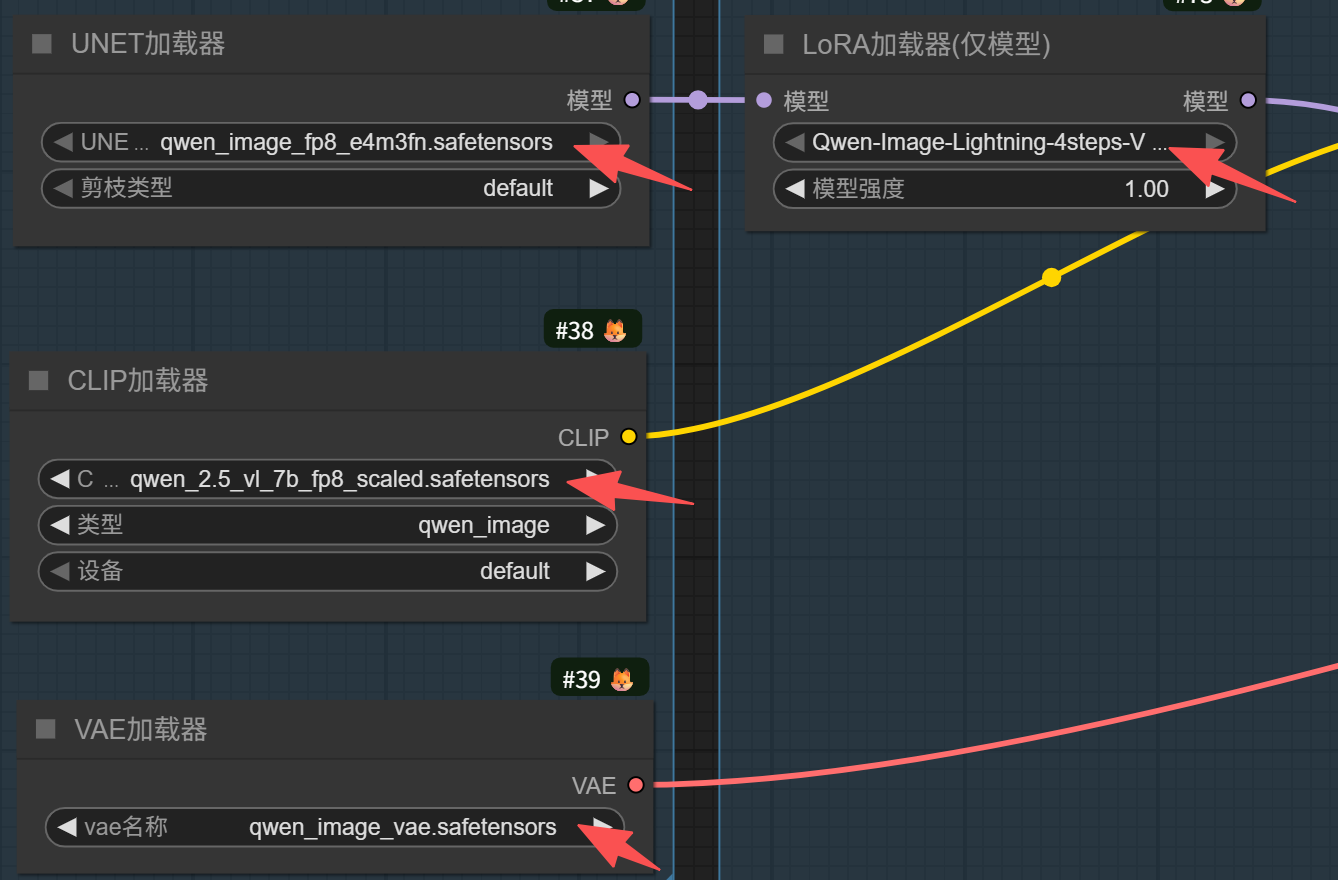 UNET加载器
模型
UNE ... qwen_image_fp8_e4m3fn.safetensors
剪枝类型 default
LoRA加载器(仅模型)
模型 模型
Qwen-Image-Lightning-4steps-V ...
模型强度 1.00
#38
CLIP加载器
CLIP
C ... qwen_2.5_vl_7b_fp8_scaled.safetensors
类型 qwen_image
设备 default
#39
VAE加载器
VAE
vae名称 qwen_image_vae.safetensors